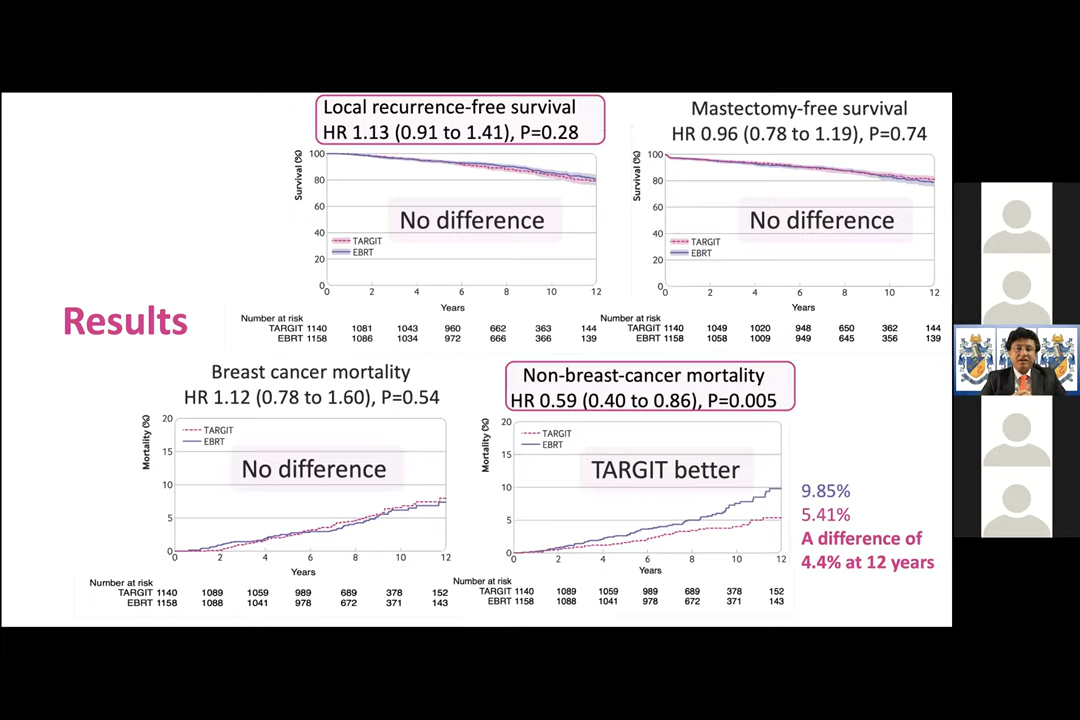 Local recurrence-free survival
HR 1.13 (0.91 to 1.41), P=0.28
Survival (%)
100
80
60
40
20
0
No difference
TARGIT
EBRT
0 2 4 6 8 10 12
Years
Number at risk
TARGIT 1140 1081 1043 960 662 363 144
EBRT 1158 1086 1034 972 666 366 139
Mastectomy-free survival
HR 0.96 (0.78 to 1.19), P=0.74
Survival (%)
100
80
60
40
20
0
No difference
TARGIT
EBRT
0 2 4 6 8 10 12
Years
Number at risk
TARGIT 1140 1049 1020 948 650 362 144
EBRT 1158 1058 1009 949 645 356 139
Results
Breast cancer mortality
HR 1.12 (0.78 to 1.60), P=0.54
Mortality (%)
20
15
10
5
0
TARGIT
EBRT
No difference
0 2 4 6 8 10 12
Years
Number at risk
TARGIT 1140 1089 1059 989 689 378 152
EBRT 1158 1088 1041 978 672 371 143
Non-breast-cancer mortality
HR 0.59 (0.40 to 0.86), P=0.005
Mortality (%)
20
15
10
5
0
TARGIT
EBRT
TARGIT better
0 2 4 6 8 10 12
Years
Number at risk
TARGIT 1140 1089 1059 989 689 378 152
EBRT 1158 1088 1041 978 672 371 143
9.85%
5.41%
A difference of
4.4% at 12 years